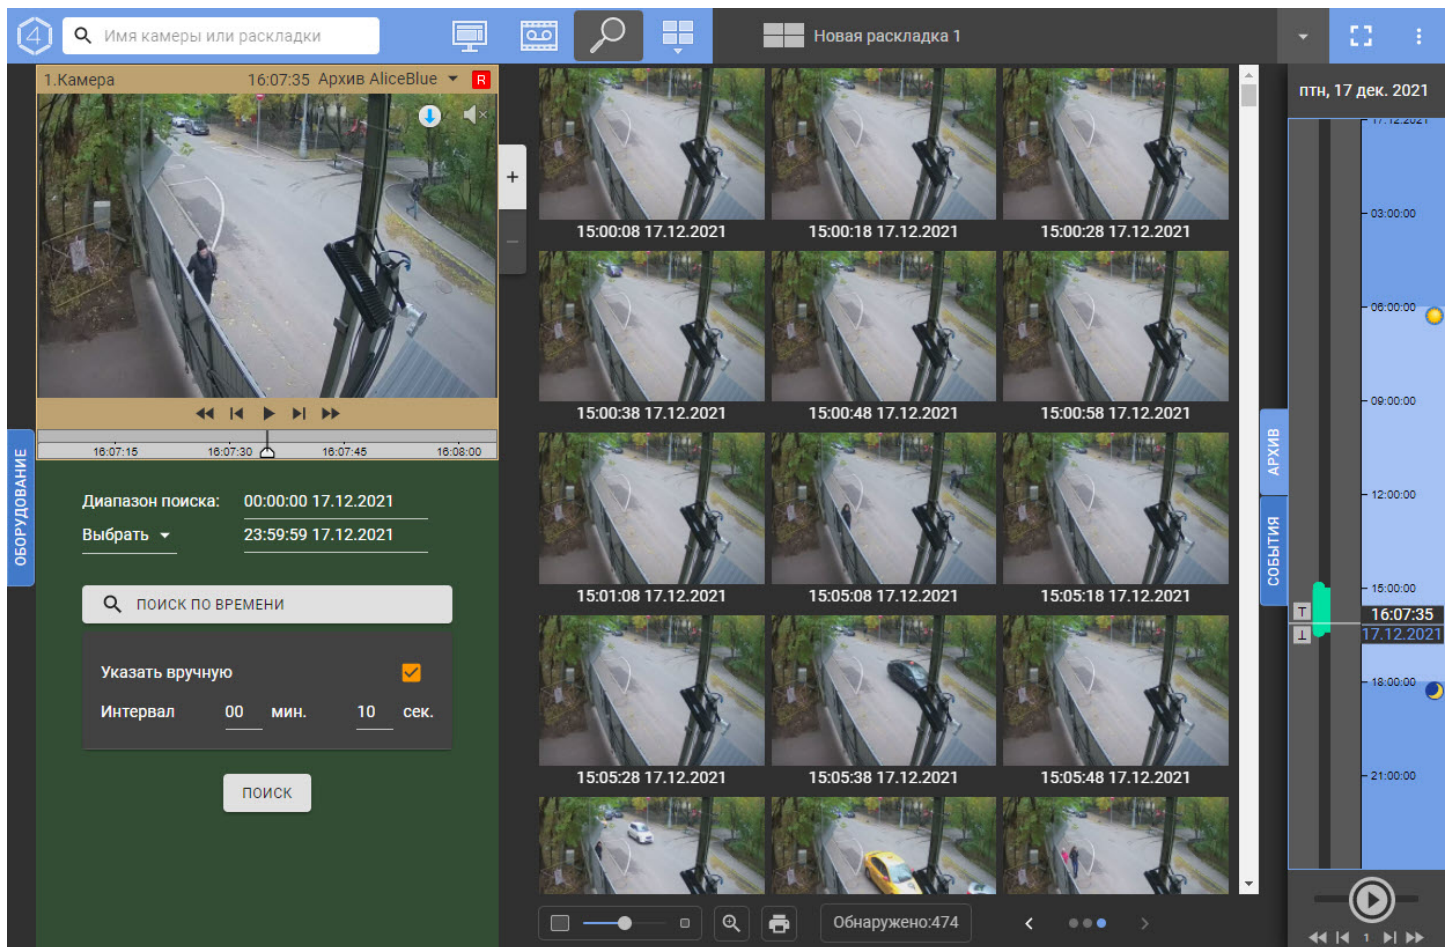 4
Имя камеры или раскладки
Новая раскладка 1
1.Камера
16:07:35 Архив AliceBlue
R
16:07:15
16:07:30
16:07:45
16:08:00
ОБОРУДОВАНИЕ
Диапазон поиска:
00:00:00 17.12.2021
Выбрать
23:59:59 17.12.2021
ПОИСК ПО ВРЕМЕНИ
Указать вручную
Интервал 00 мин. 10 сек.
ПОИСК
+
−
15:00:08 17.12.2021
15:00:18 17.12.2021
15:00:28 17.12.2021
15:00:38 17.12.2021
15:00:48 17.12.2021
15:00:58 17.12.2021
15:01:08 17.12.2021
15:05:08 17.12.2021
15:05:18 17.12.2021
15:05:28 17.12.2021
15:05:38 17.12.2021
15:05:48 17.12.2021
Обнаружено:474
АРХИВ
СОБЫТИЯ
птн, 17 дек. 2021
17.12.2021
03:00:00
06:00:00
09:00:00
12:00:00
15:00:00
16:07:35
17.12.2021
18:00:00
21:00:00
1